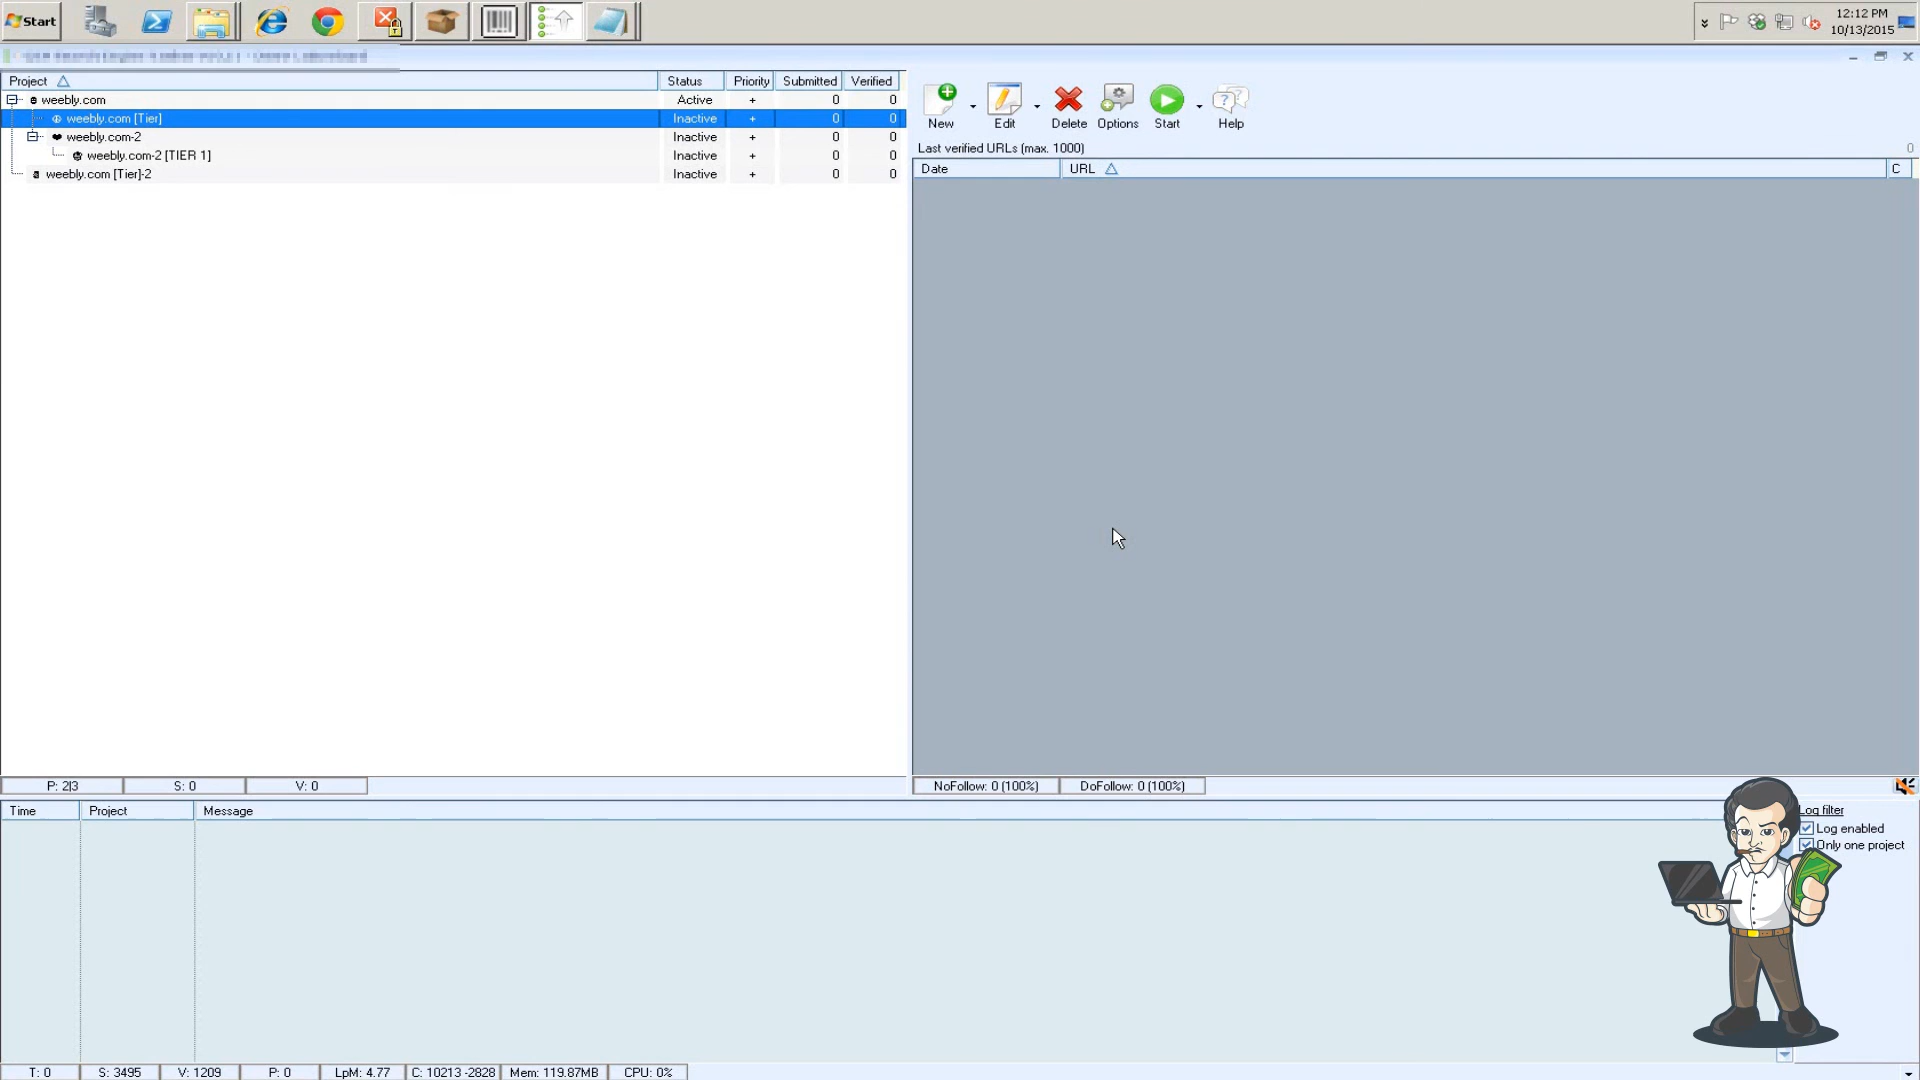 Start
12:12 PM
10/13/2015
Project Status Priority Submitted Verified
weebly.com Active + 0 0
weebly.com [Tier] Inactive + 0 0
weebly.com-2 Inactive + 0 0
weebly.com-2 [TIER 1] Inactive + 0 0
weebly.com [Tier]-2 Inactive + 0 0
New Edit Delete Options Start Help
Last verified URLs (max. 1000) 0
Date URL C
P: 2|3 S: 0 V: 0
NoFollow: 0 (100%) DoFollow: 0 (100%)
Time Project Message
Log filter
Log enabled
Only one project
T: 0 S: 3495 V: 1209 P: 0 LpM: 4.77 C: 10213 -2828 Mem: 119.87MB CPU: 0%